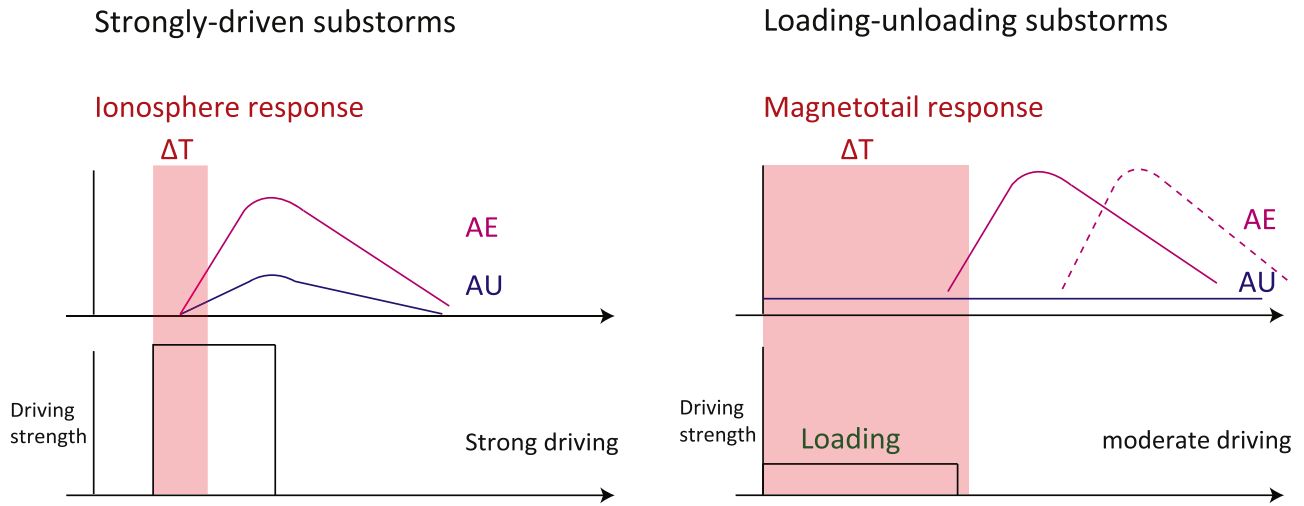 Strongly-driven substorms
Ionosphere response
ΔT
AE
AU
Driving
strength
Strong driving
Loading-unloading substorms
Magnetotail response
ΔT
AE
AU
Driving
strength
Loading
moderate driving